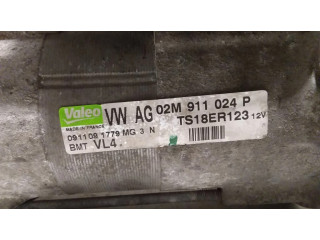 Valeo VW AG 02M 911 024 P
MADE IN FRANCE TS18ER123 12V
091108 1779 MG 3 N
BMT VL4